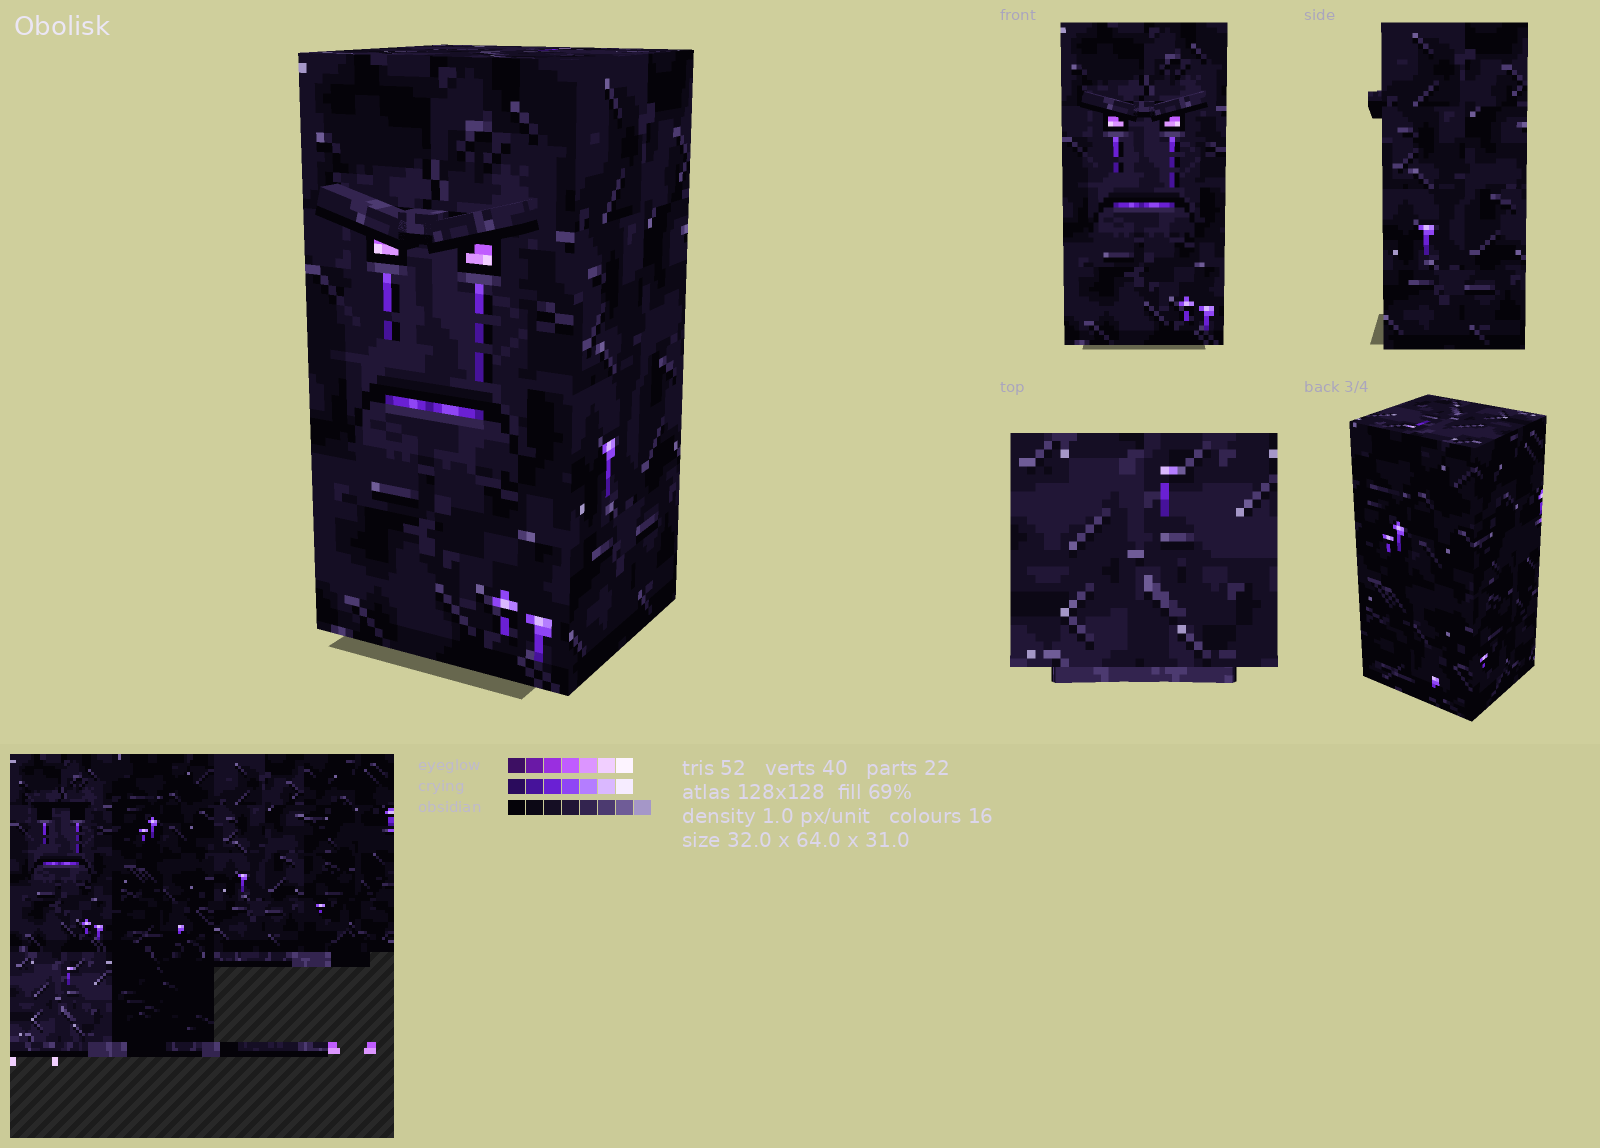 Obolisk
front
side
top
back 3/4
eyeglow
crying
obsidian
tris 52   verts 40   parts 22
atlas 128x128  fill 69%
density 1.0 px/unit   colours 16
size 32.0 x 64.0 x 31.0